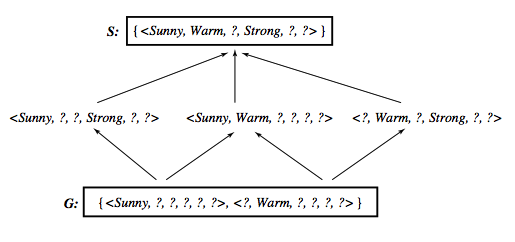 S: { <Sunny, Warm, ?, Strong, ?, ?> }
<Sunny, ?, ?, Strong, ?, ?> <Sunny, Warm, ?, ?, ?, ?> <?, Warm, ?, Strong, ?, ?>
G: { <Sunny, ?, ?, ?, ?, ?>, <?, Warm, ?, ?, ?, ?> }